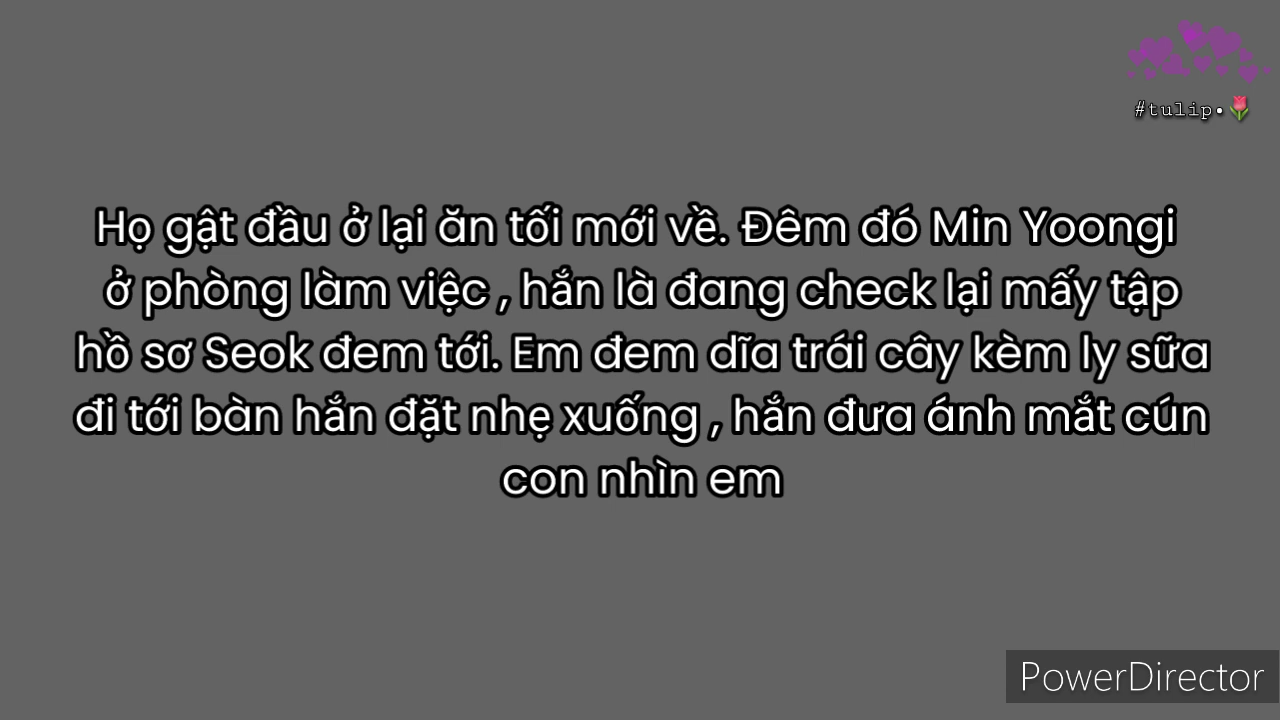 #tulip•🌷
Họ gật đầu ở lại ăn tối mới về. Đêm đó Min Yoongi
ở phòng làm việc , hắn là đang check lại mấy tập
hồ sơ Seok đem tới. Em đem dĩa trái cây kèm ly sữa
đi tới bàn hắn đặt nhẹ xuống , hắn đưa ánh mắt cún
con nhìn em
PowerDirector